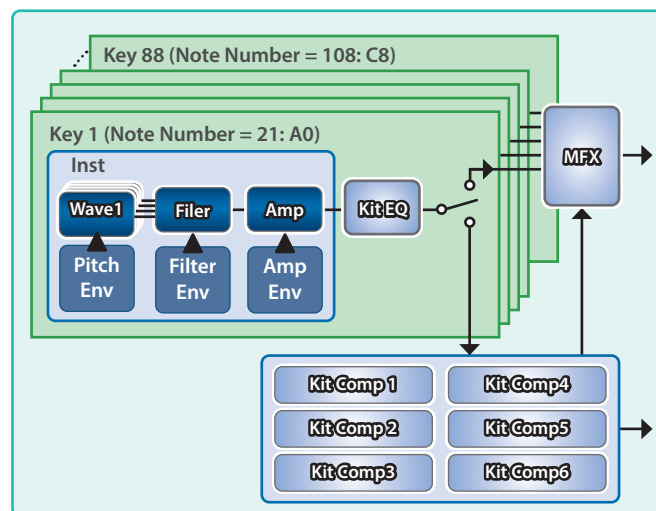 Key 88 (Note Number = 108: C8)
Key 1 (Note Number = 21: A0)
Inst
Wave1
Filer
Amp
Kit EQ
MFX
Pitch
Env
Filter
Env
Amp
Env
Kit Comp 1
Kit Comp4
Kit Comp 2
Kit Comp5
Kit Comp3
Kit Comp6